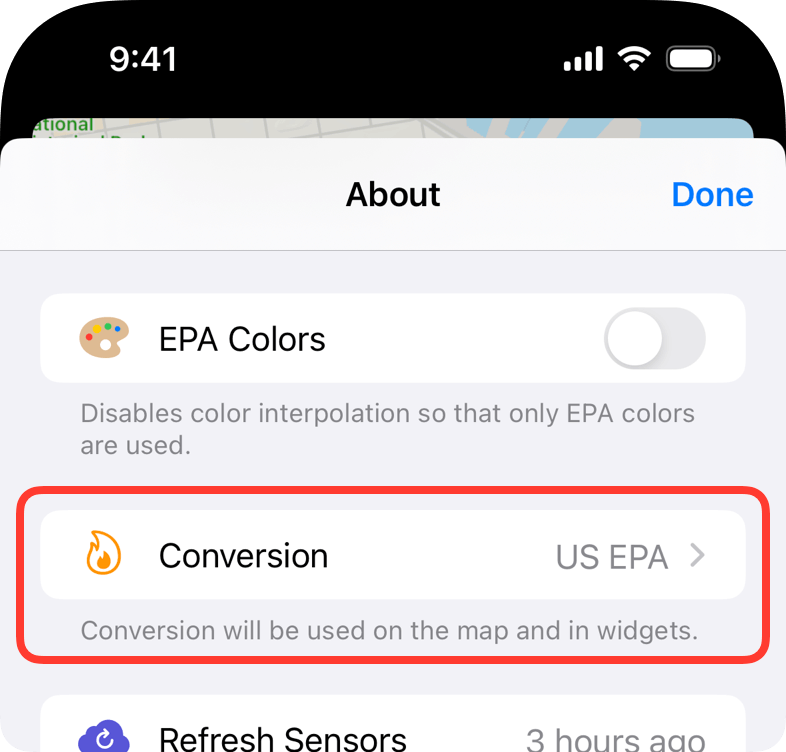 9:41
ational
About
Done
EPA Colors
Disables color interpolation so that only EPA colors
are used.
Conversion
US EPA
Conversion will be used on the map and in widgets.
Refresh Sensors
3 hours ago